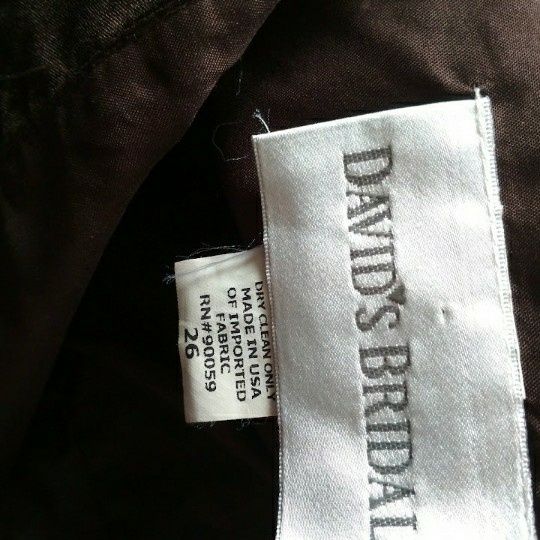 DAVID'S BRIDAL
DRY CLEAN ONLY
MADE IN USA
OF IMPORTED
FABRIC
RN#90059
26